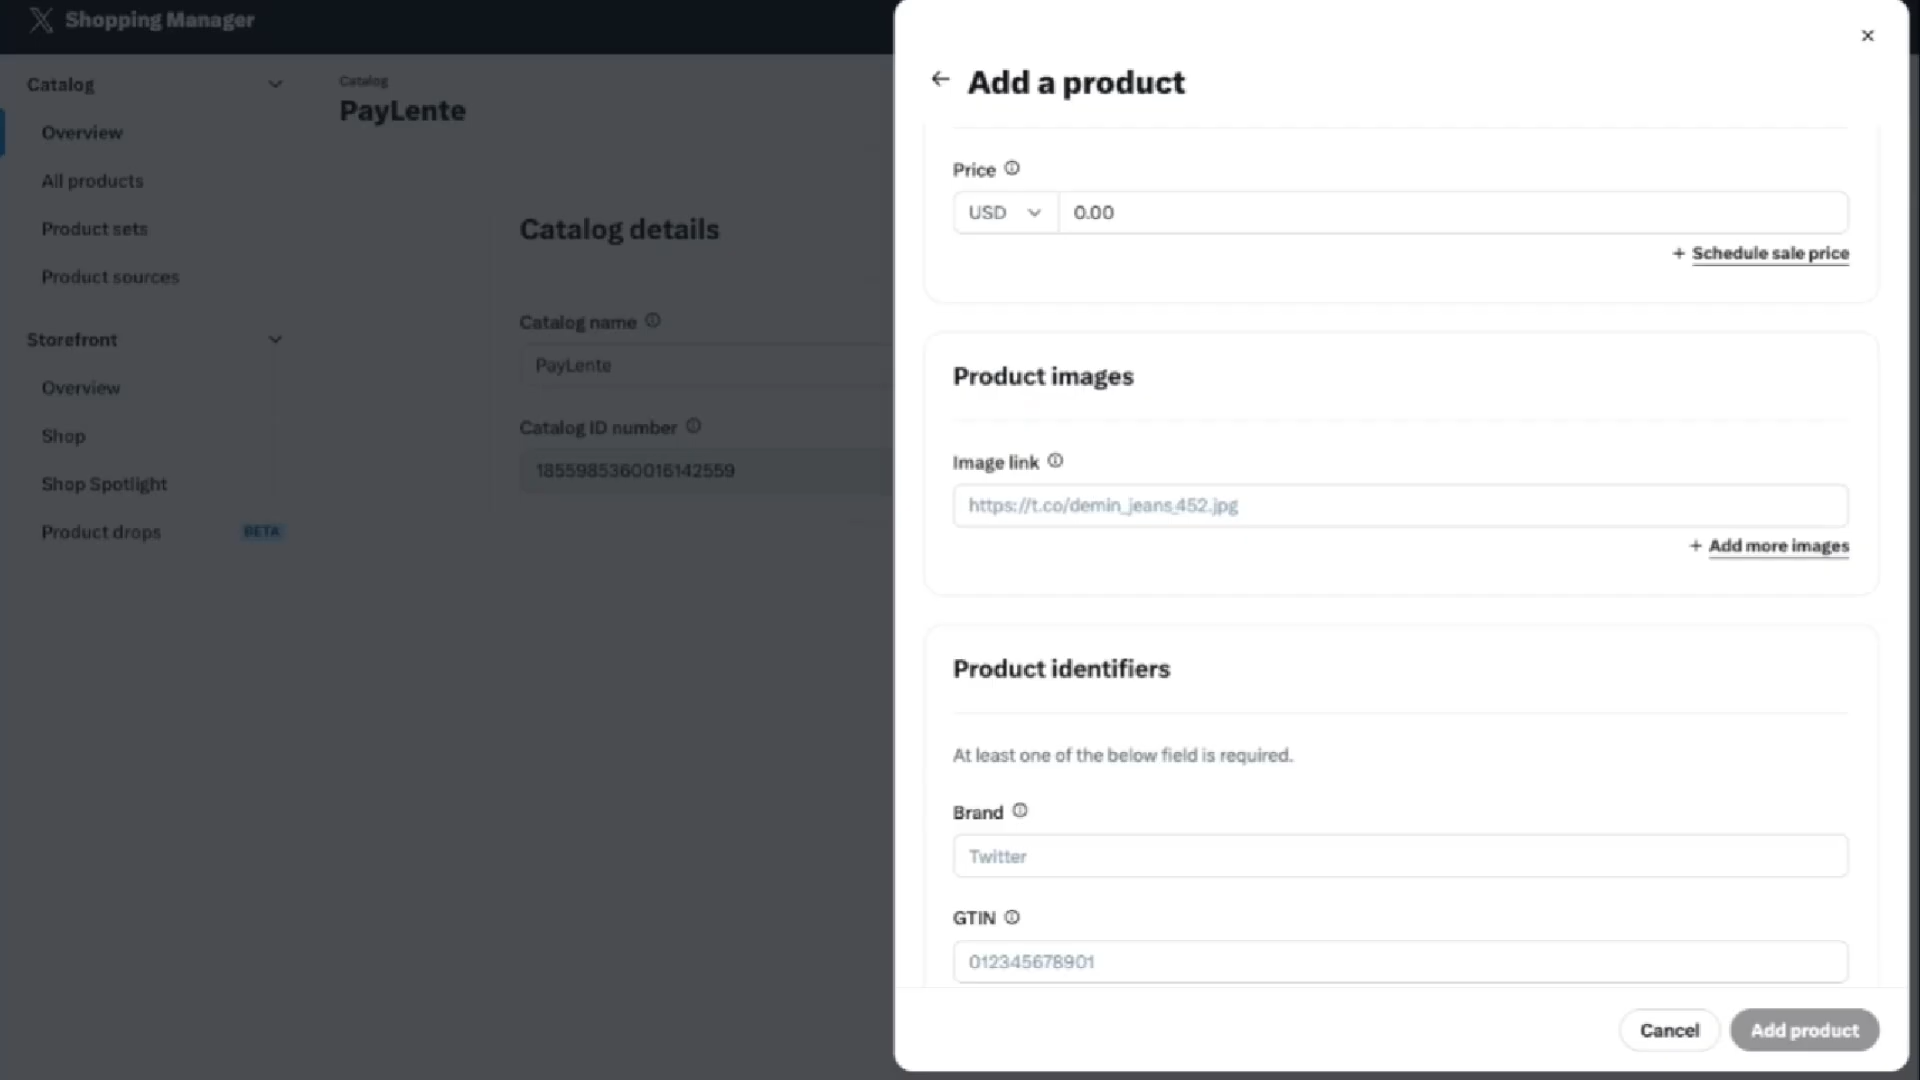 Shopping Manager
Catalog
Overview
All products
Product sets
Product sources
Storefront
Overview
Shop
Shop Spotlight
Product drops BETA
Catalog
PayLente
Catalog details
Catalog name
PayLente
Catalog ID number
1855985360016142559
Add a product
Price
USD 0.00
+ Schedule sale price
Product images
Image link
https://t.co/demin_jeans_452.jpg
+ Add more images
Product identifiers
At least one of the below field is required.
Brand
Twitter
GTIN
012345678901
Cancel Add product